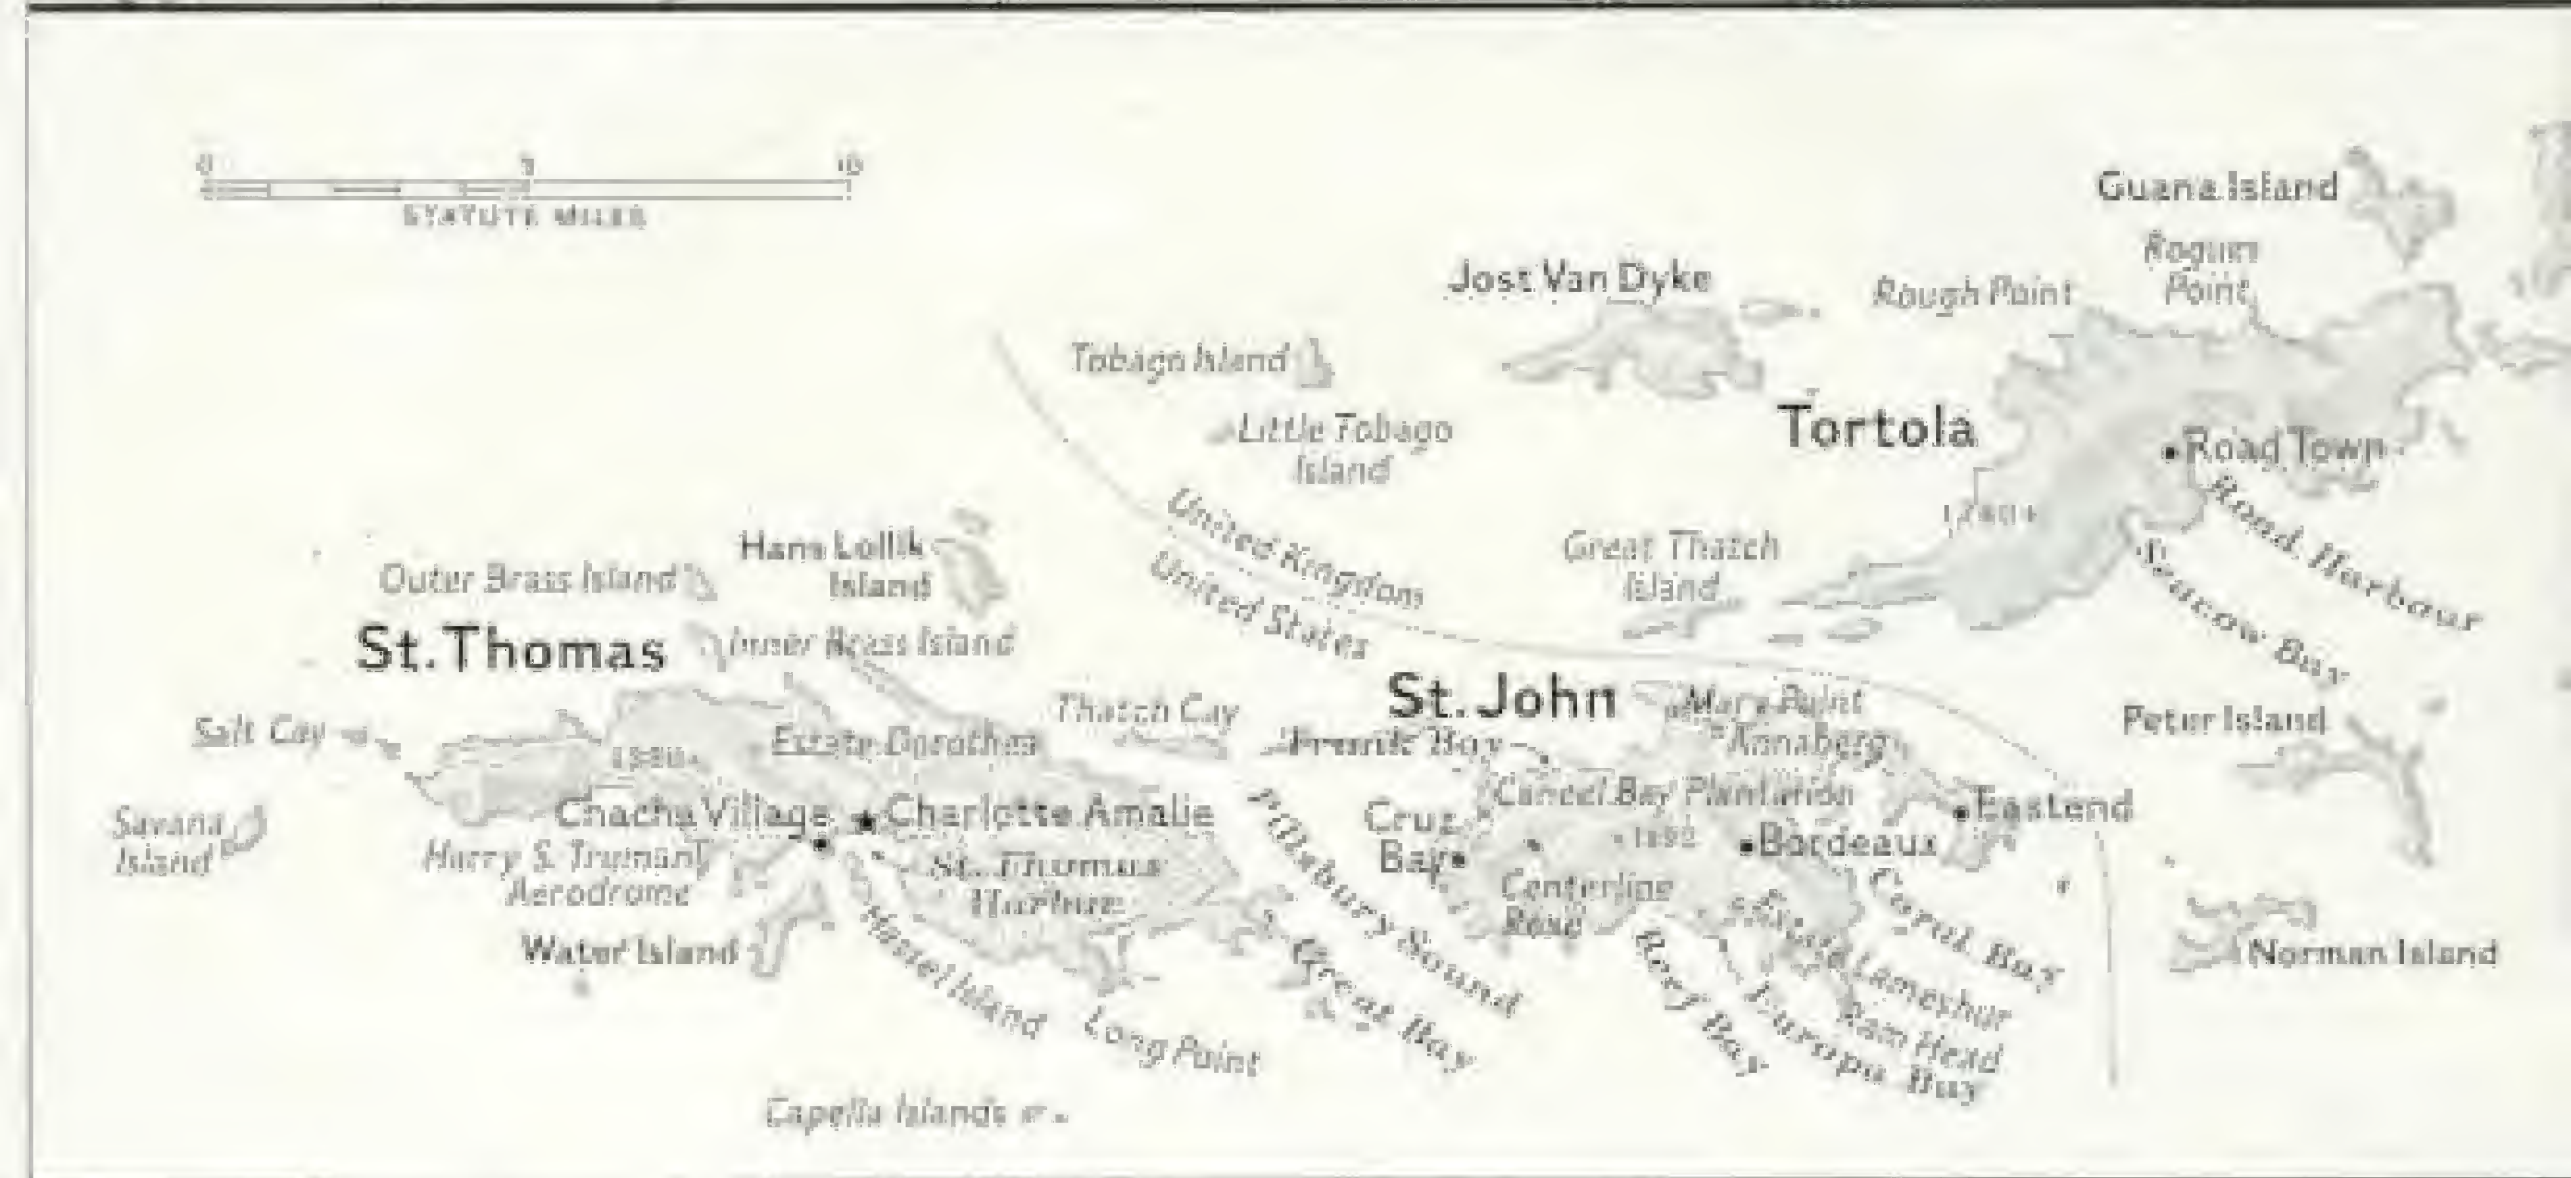 0 5 10
STATUTE MILES
Guana Island
Rogues
Point
Jost Van Dyke
Rough Point
Tobago Island
Little Tobago
Island
Tortola
Road Town
Road Harbour
Seacow Bay
United Kingdom
United States
Great Thatch
Island
Hans Lollik
Island
Outer Brass Island
Inner Brass Island
St. Thomas
St. John
Mary Point
Annaberg
Thatch Cay
Salt Cay
Estate Dorothea
Peter Island
Caneel Bay Plantation
Savana
Island
Chacha Village
Charlotte Amalie
Cruz
Bay
Eastend
Bordeaux
Harry S. Truman
Aerodrome
St. Thomas
Harbor
Centerline
Road
Pillsbury Sound
Coral Bay
Water Island
Hassel Island
Great Bay
Reef Bay
Estate Lameshur
Norman Island
Long Point
Ram Head
Europa Bay
Capella Islands